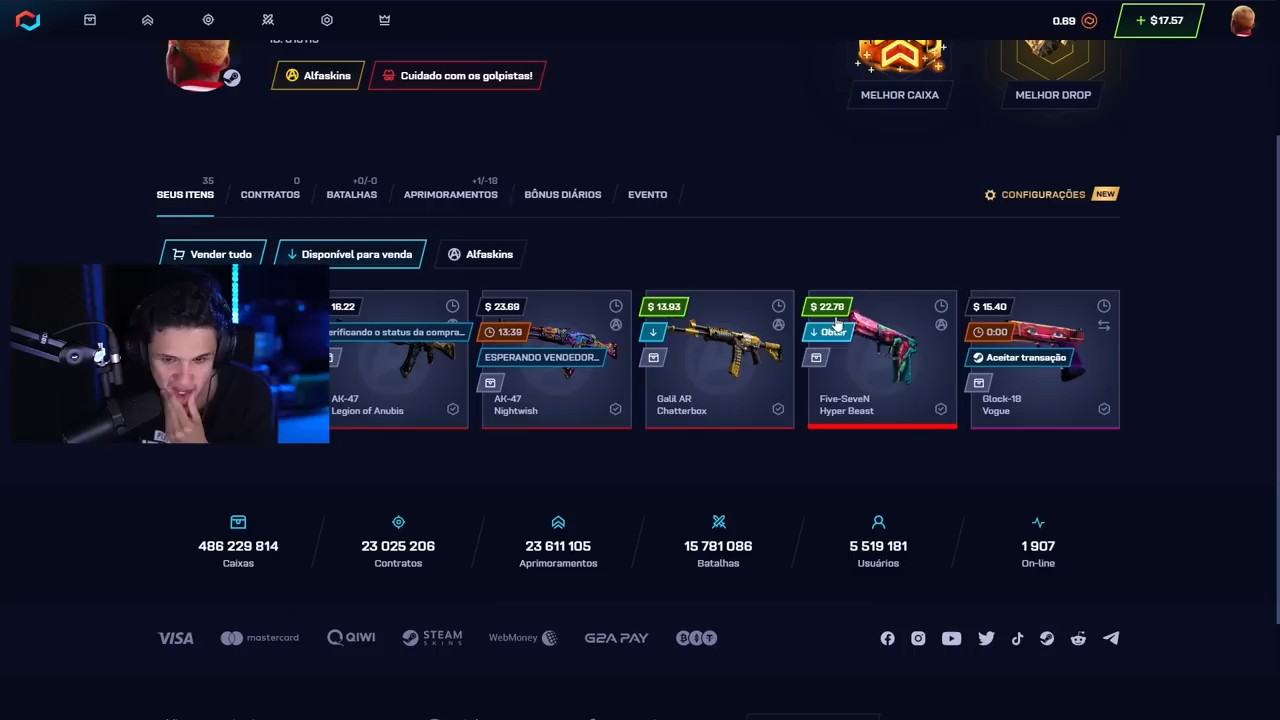 0.69
+ $17.57
Alfaskins
Cuidado com os golpistas!
MELHOR CAIXA
MELHOR DROP
35
SEUS ITENS
0
CONTRATOS
+0/-0
BATALHAS
+1/-18
APRIMORAMENTOS
BÔNUS DIÁRIOS
EVENTO
CONFIGURAÇÕES
NEW
Vender tudo
Disponível para venda
Alfaskins
16.22
erificando o status da compra...
AK-47
Legion of Anubis
$ 23.69
13:39
ESPERANDO VENDEDOR...
AK-47
Nightwish
$ 13.93
Galil AR
Chatterbox
$ 22.78
Five-SeveN
Hyper Beast
$ 15.40
0:00
Aceitar transação
Glock-18
Vogue
486 229 814
Caixas
23 025 206
Contratos
23 611 105
Aprimoramentos
15 781 086
Batalhas
5 519 181
Usuários
1 907
On-line
VISA
mastercard
QIWI
STEAM
SKINS
WebMoney
G2A PAY